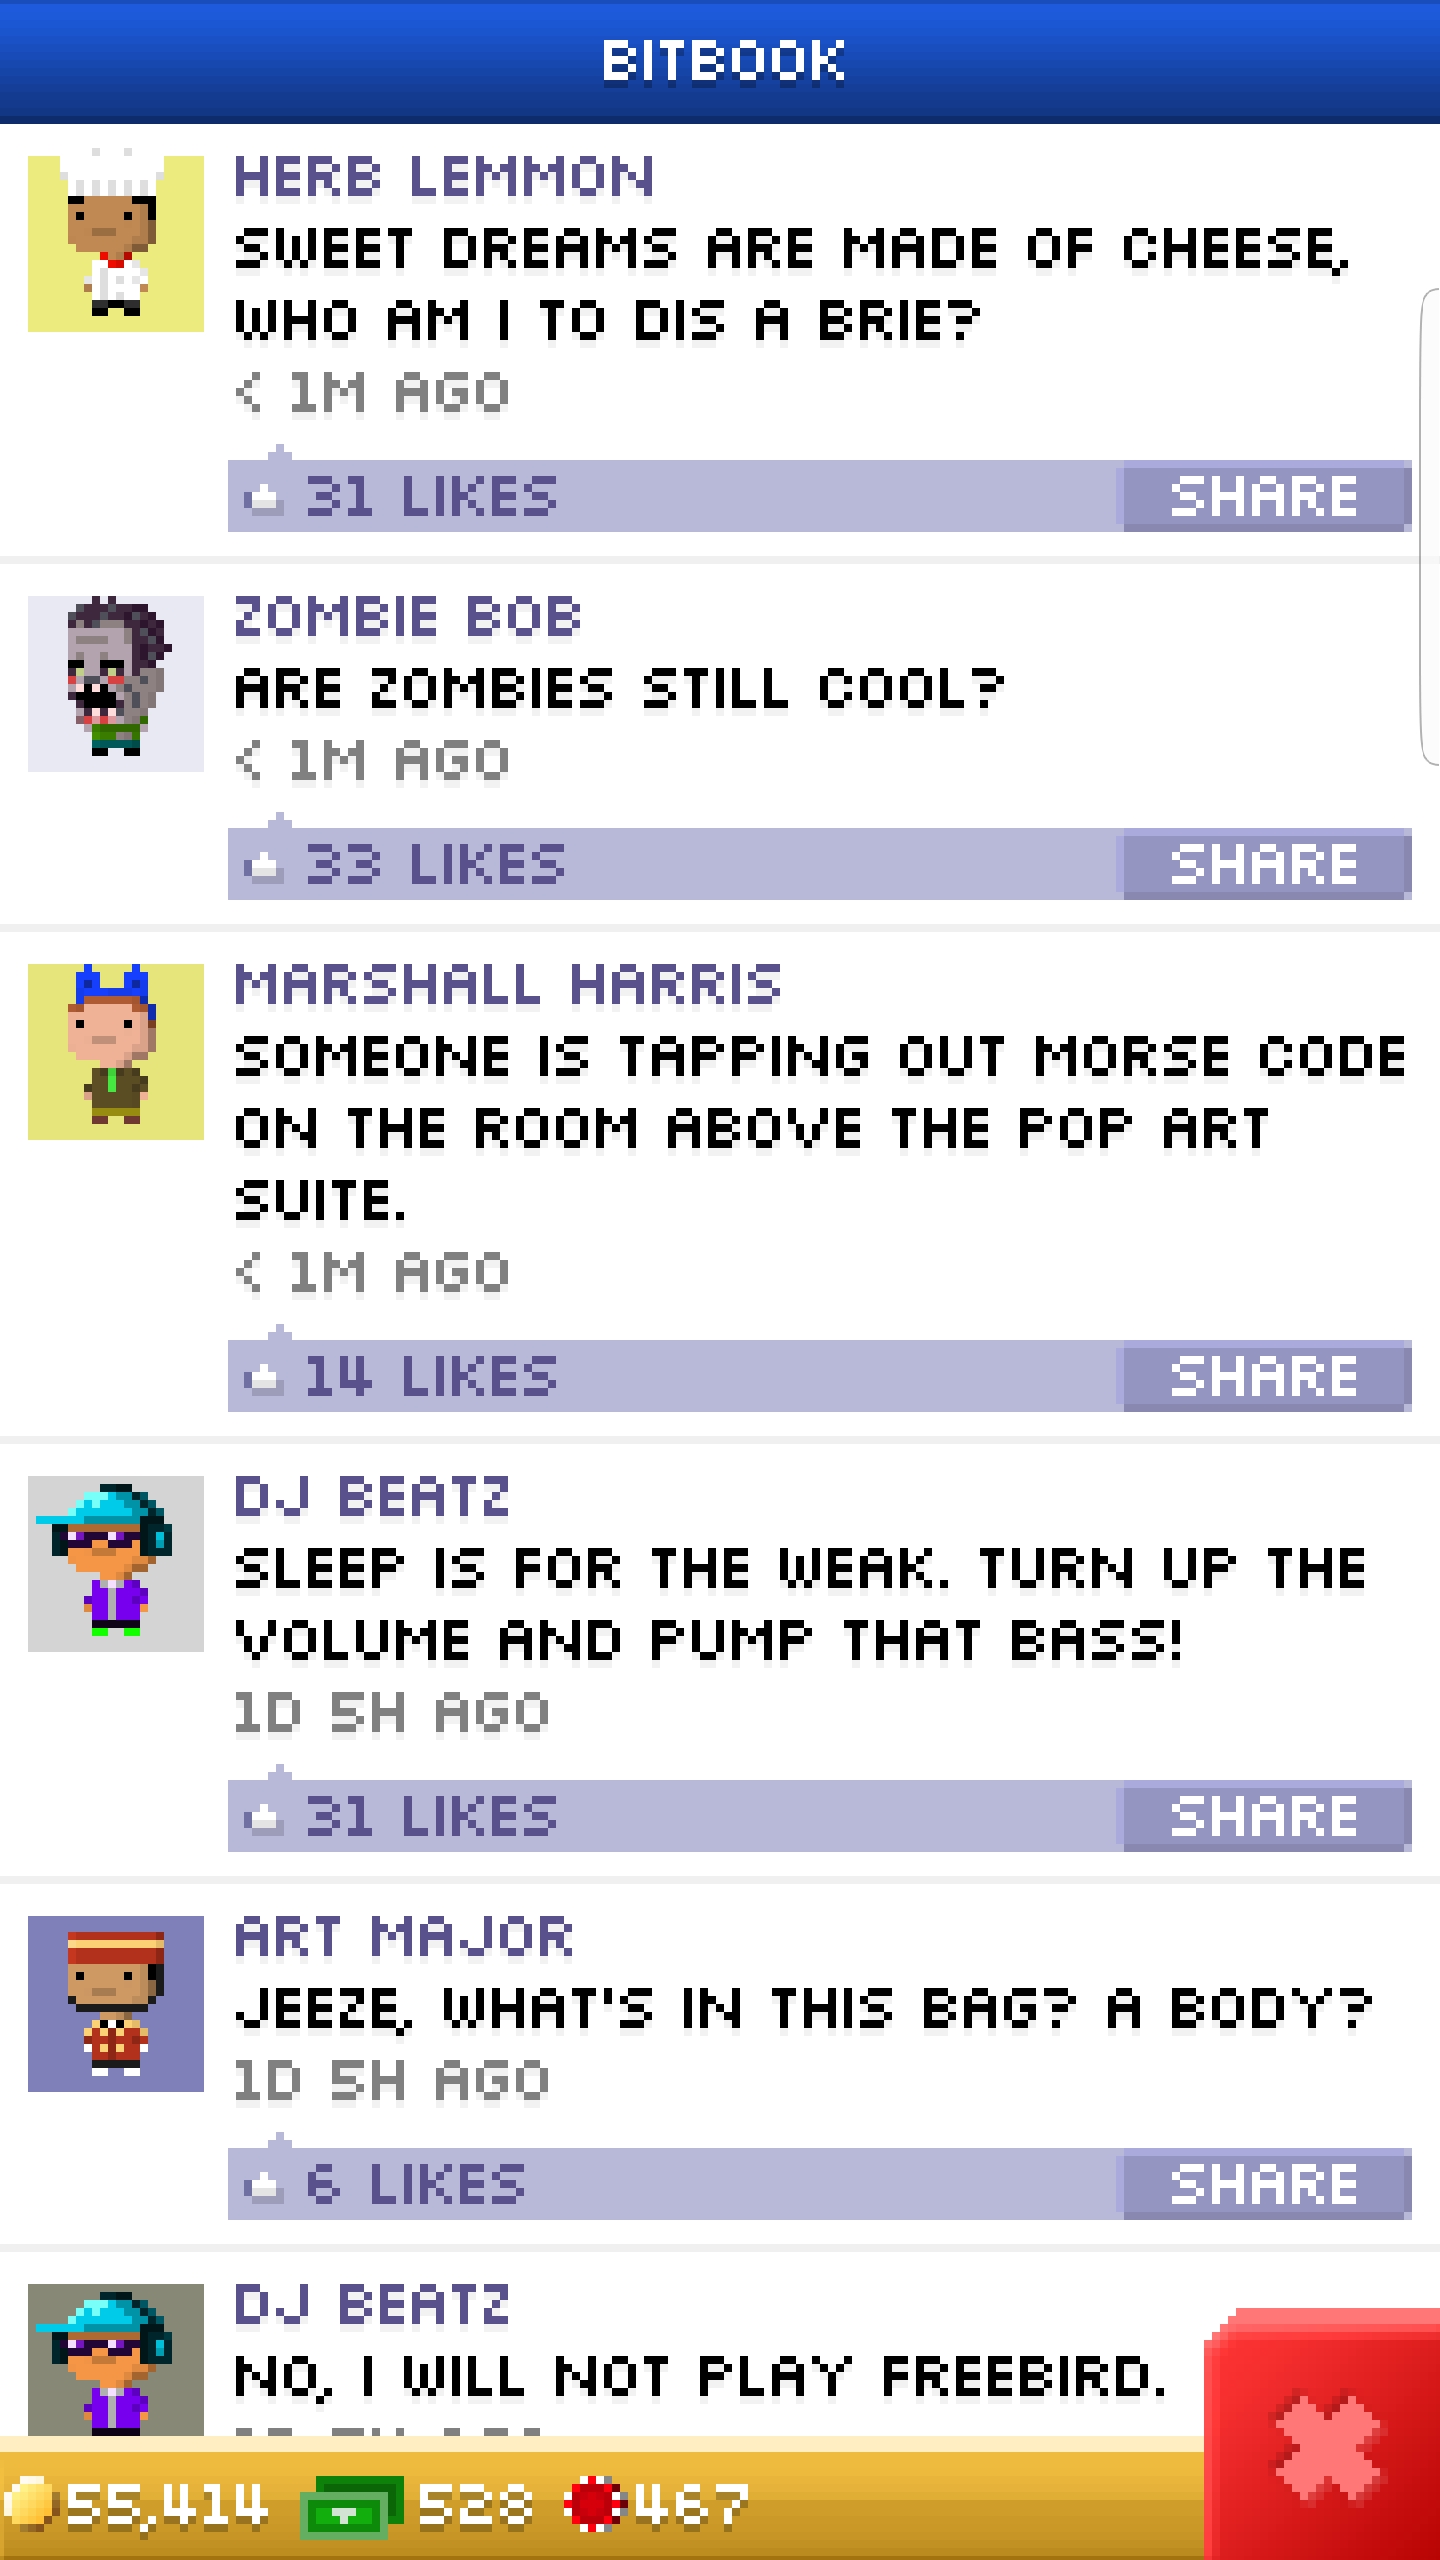 BITBOOK
HERB LEMMON
SWEET DREAMS ARE MADE OF CHEESE,
WHO AM I TO DIS A BRIE?
< 1M AGO
31 LIKES
SHARE
ZOMBIE BOB
ARE ZOMBIES STILL COOL?
< 1M AGO
33 LIKES
SHARE
MARSHALL HARRIS
SOMEONE IS TAPPING OUT MORSE CODE
ON THE ROOM ABOVE THE POP ART
SUITE.
< 1M AGO
14 LIKES
SHARE
DJ BEATZ
SLEEP IS FOR THE WEAK. TURN UP THE
VOLUME AND PUMP THAT BASS!
1D 5H AGO
31 LIKES
SHARE
ART MAJOR
JEEZE, WHAT'S IN THIS BAG? A BODY?
1D 5H AGO
6 LIKES
SHARE
DJ BEATZ
NO, I WILL NOT PLAY FREEBIRD.
55,414 528 467